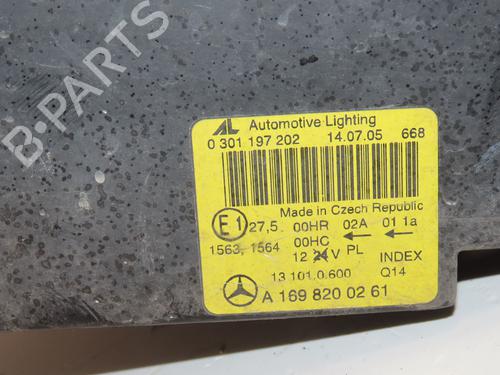 B-PARTS
AL Automotive Lighting
0 301 197 202 14.07.05 668
Made in Czech Republic
E1 27,5 00HR 02A 01 1a
1563, 1564 00HC ← ←
12 24 V PL INDEX
13 101.0.600 Q14
A 169 820 02 61